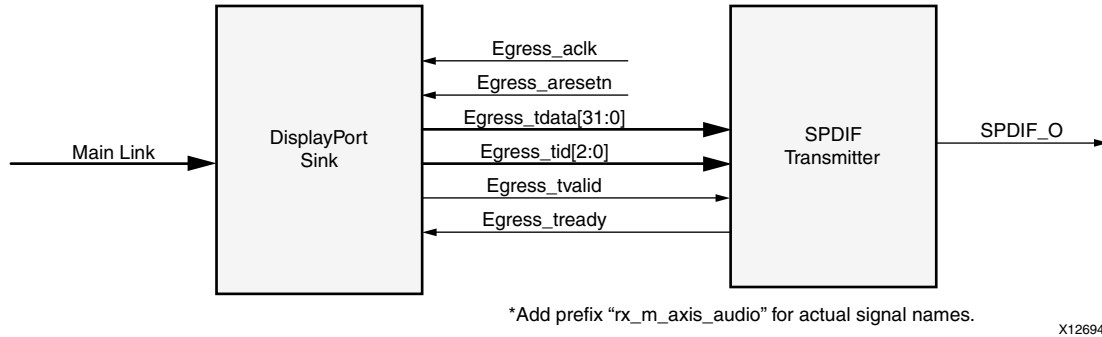 Egress_aclk
Egress_aresetn
Egress_tdata[31:0]
Egress_tid[2:0]
Egress_tvalid
Egress_tready
Main Link
DisplayPort
Sink
SPDIF
Transmitter
SPDIF_O
*Add prefix “rx_m_axis_audio” for actual signal names.
X12694